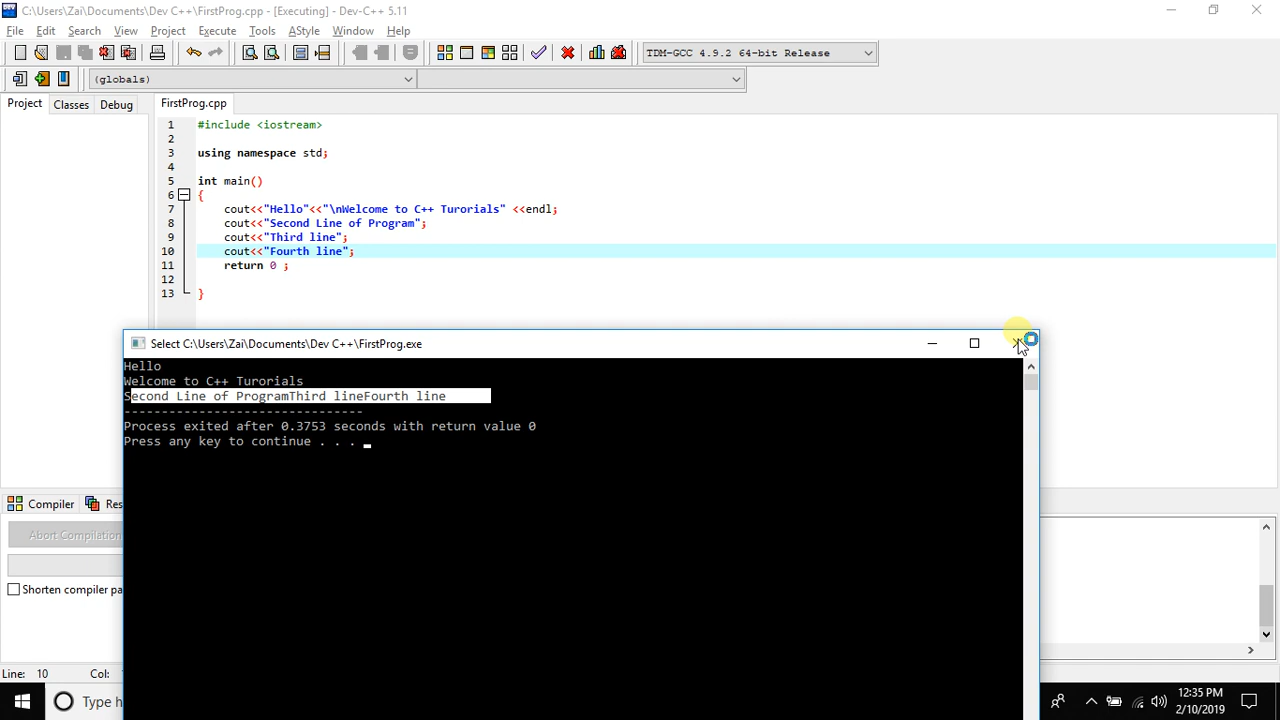 C:\Users\Zai\Documents\Dev C++\FirstProg.cpp - [Executing] - Dev-C++ 5.11
File Edit Search View Project Execute Tools AStyle Window Help
TDM-GCC 4.9.2 64-bit Release
(globals)
Project Classes Debug FirstProg.cpp
1 #include <iostream>
2
3 using namespace std;
4
5 int main()
6 {
7 cout<<"Hello"<<"\nWelcome to C++ Turorials" <<endl;
8 cout<<"Second Line of Program";
9 cout<<"Third line";
10 cout<<"Fourth line";
11 return 0 ;
12
13 }
Select C:\Users\Zai\Documents\Dev C++\FirstProg.exe
Hello
Welcome to C++ Turorials
Second Line of ProgramThird lineFourth line
--------------------------------
Process exited after 0.3753 seconds with return value 0
Press any key to continue . . .
Compiler Res
Abort Compilation
Shorten compiler pa
Line: 10 Col:
Type h
12:35 PM
2/10/2019